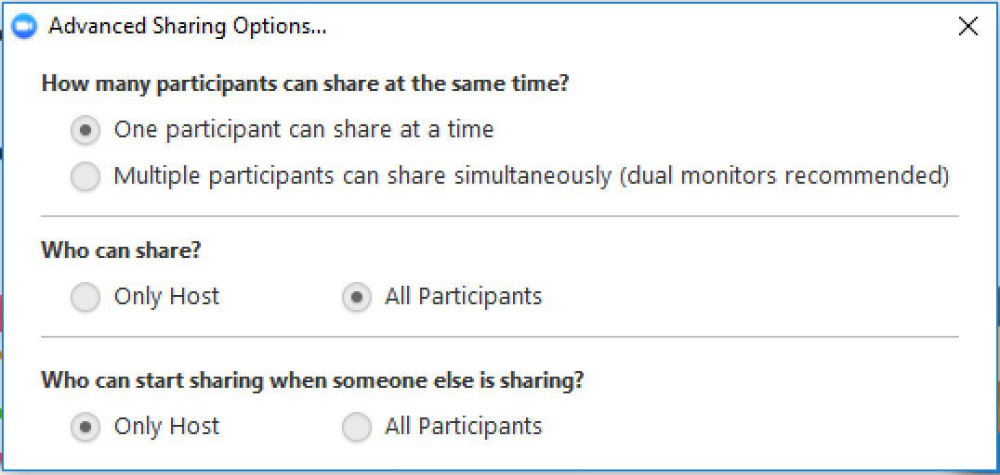 Advanced Sharing Options...
How many participants can share at the same time?
One participant can share at a time
Multiple participants can share simultaneously (dual monitors recommended)
Who can share?
Only Host All Participants
Who can start sharing when someone else is sharing?
Only Host All Participants